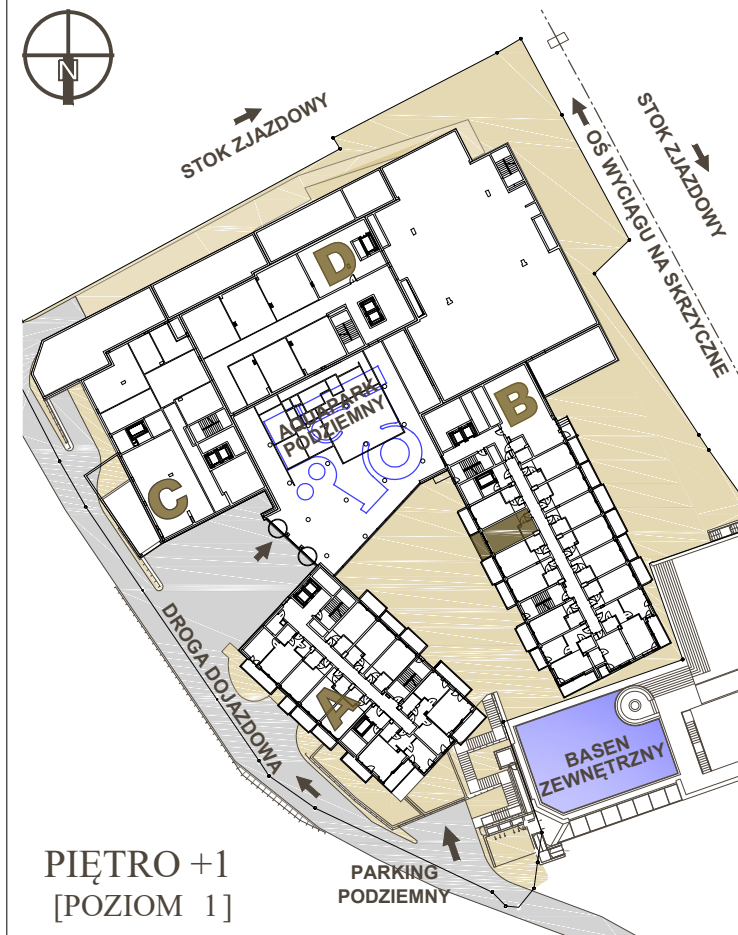 N
STOK ZJAZDOWY
STOK ZJAZDOWY
OŚ WYCIĄGU NA SKRZYCZNE
D
B
AQUAPARK
PODZIEMNY
C
DROGA DOJAZDOWA
A
BASEN
ZEWNĘTRZNY
PIĘTRO +1
[POZIOM 1]
PARKING
PODZIEMNY